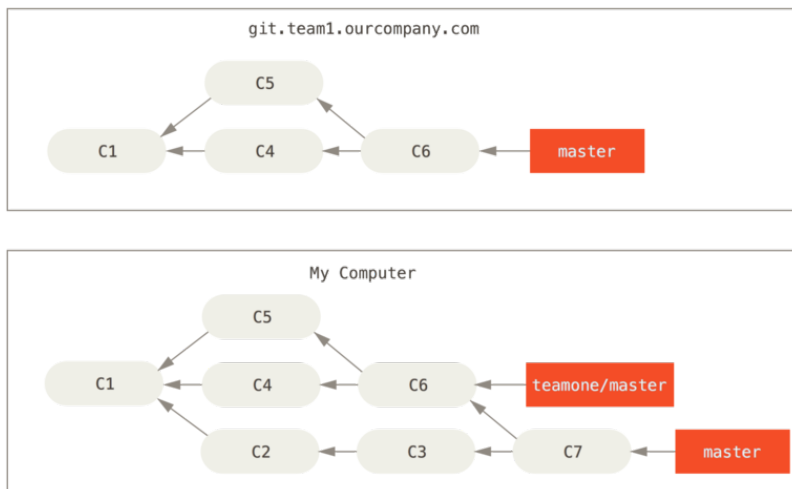 git.team1.ourcompany.com
C5
C1 C4 C6 master
My Computer
C5
C1 C4 C6 teamone/master
C2 C3 C7 master